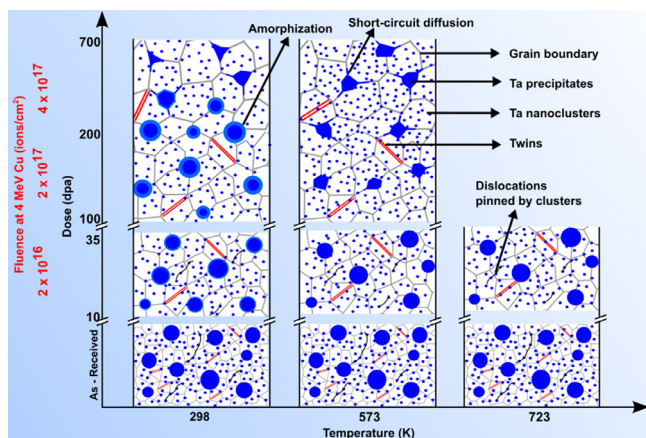 Amorphization
Short-circuit diffusion
Grain boundary
Ta precipitates
Ta nanoclusters
Twins
Dislocations
pinned by clusters
Fluence at 4 MeV Cu (ions/cm²)
4 x 10¹⁷
2 x 10¹⁷
2 x 10¹⁶
Dose (dpa)
700
200
100
35
10
As - Received
298
573
723
Temperature (K)